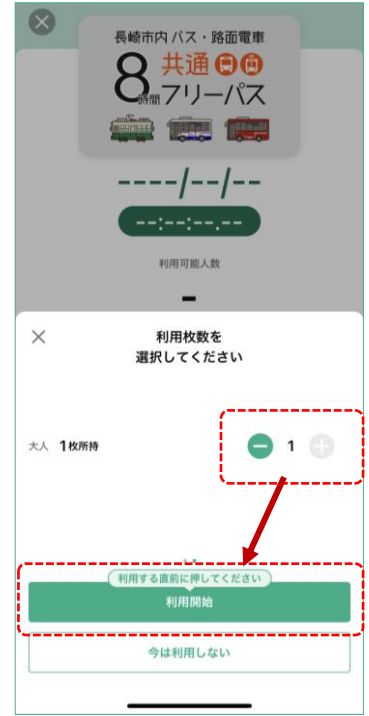 長崎市内 バス・路面電車
8時間 共通
フリーパス
----/--/--
--:--:--.--
利用可能人数
-
利用枚数を
選択してください
大人 1枚所持
1
利用する直前に押してください
利用開始
今は利用しない